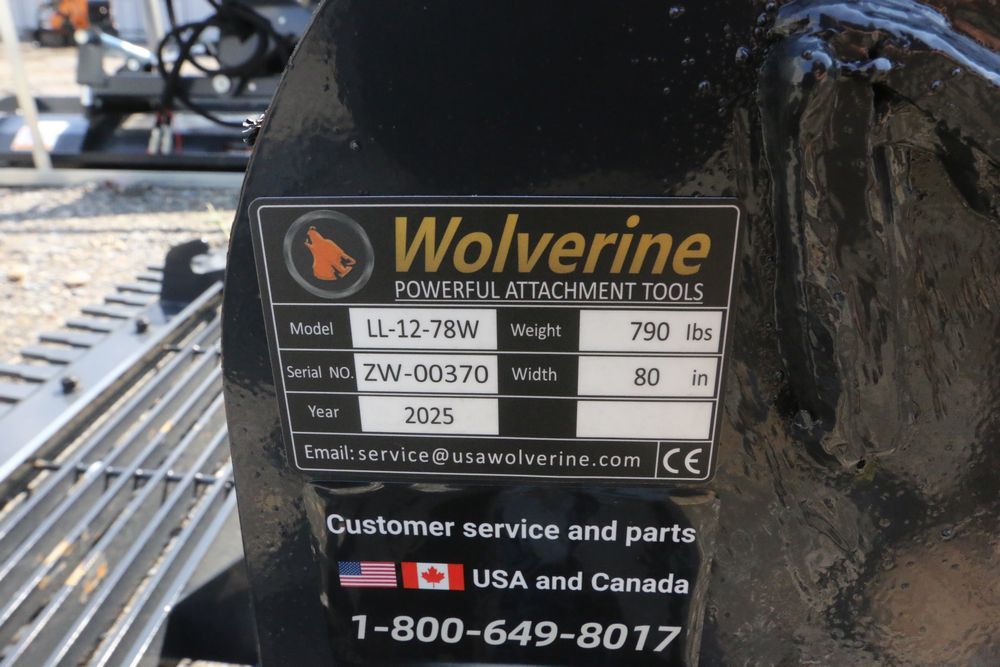 Wolverine
POWERFUL ATTACHMENT TOOLS
Model LL-12-78W Weight 790 lbs
Serial NO. ZW-00370 Width 80 in
Year 2025
Email: service@usawolverine.com CE
Customer service and parts
USA and Canada
1-800-649-8017